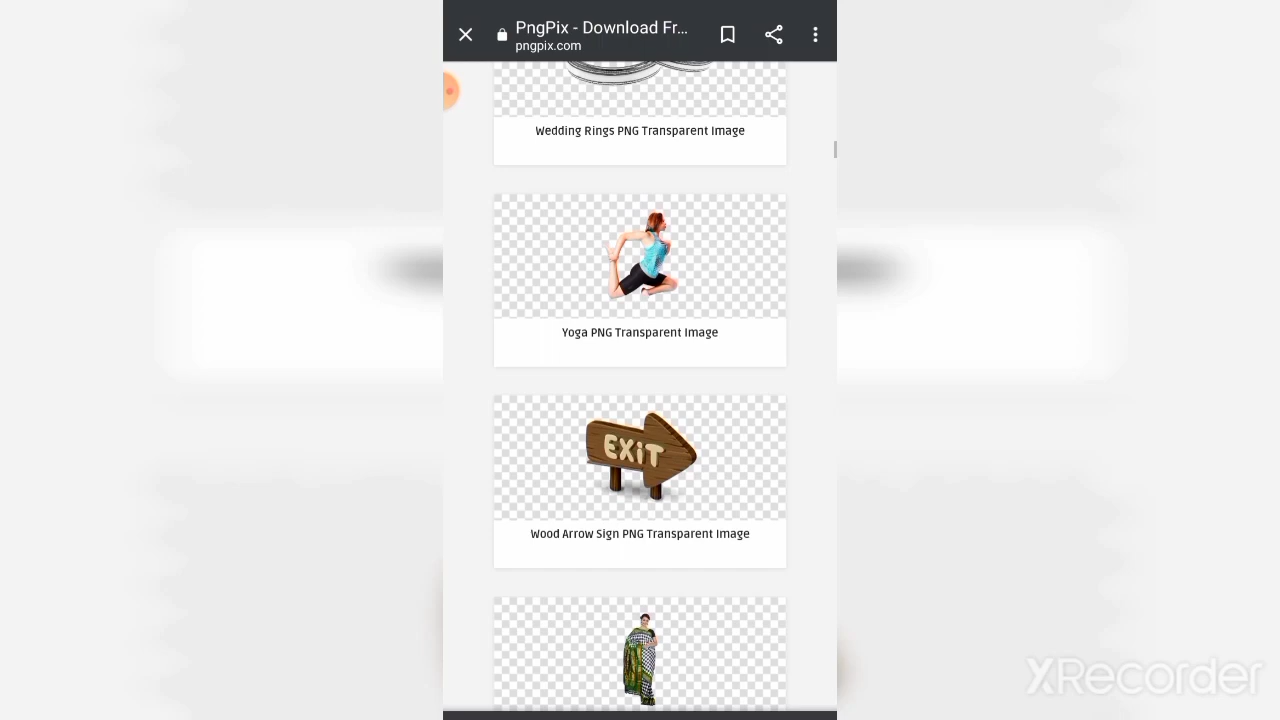 PngPix - Download Fr...
pngpix.com
Wedding Rings PNG Transparent Image
Yoga PNG Transparent Image
EXiT
Wood Arrow Sign PNG Transparent Image
XRecorder